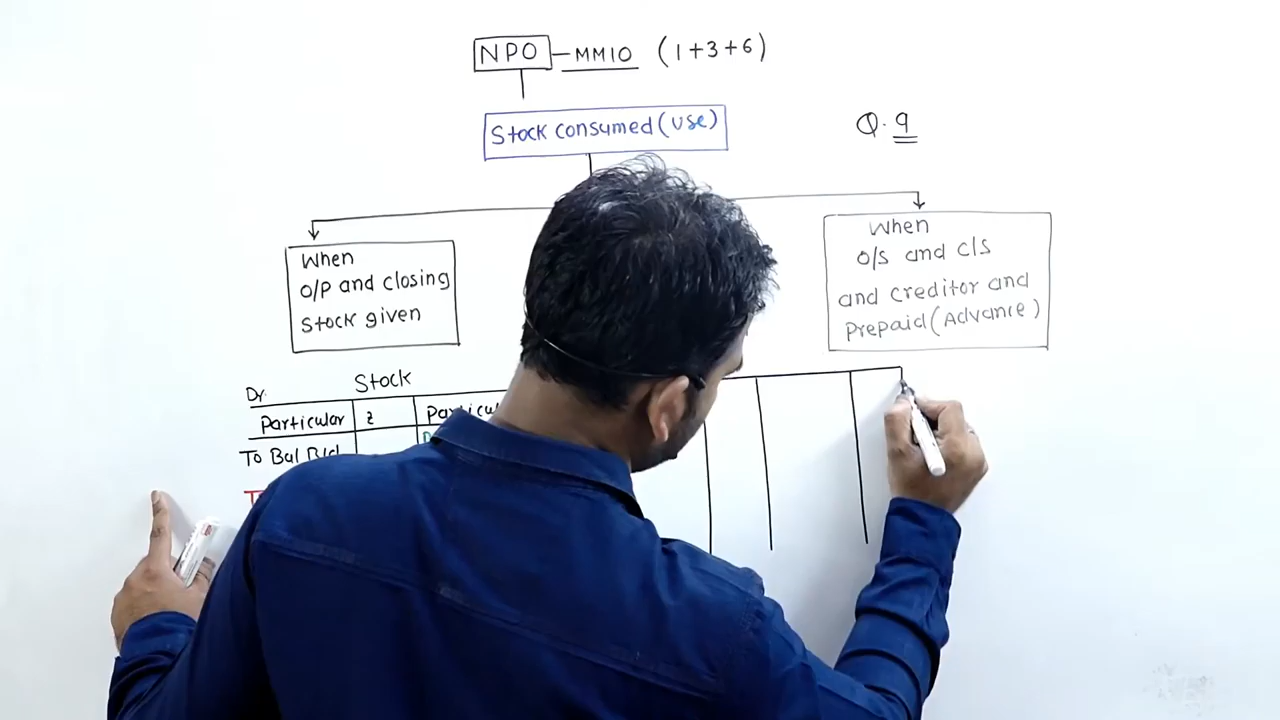 NPO - MM10 (1+3+6)
Stock consumed (use)
Q. 9
When
O/P and closing
Stock given
When
O/s and c/s
and creditor and
Prepaid (Advance)
Dr. Stock
Particular z
To Bal B/d